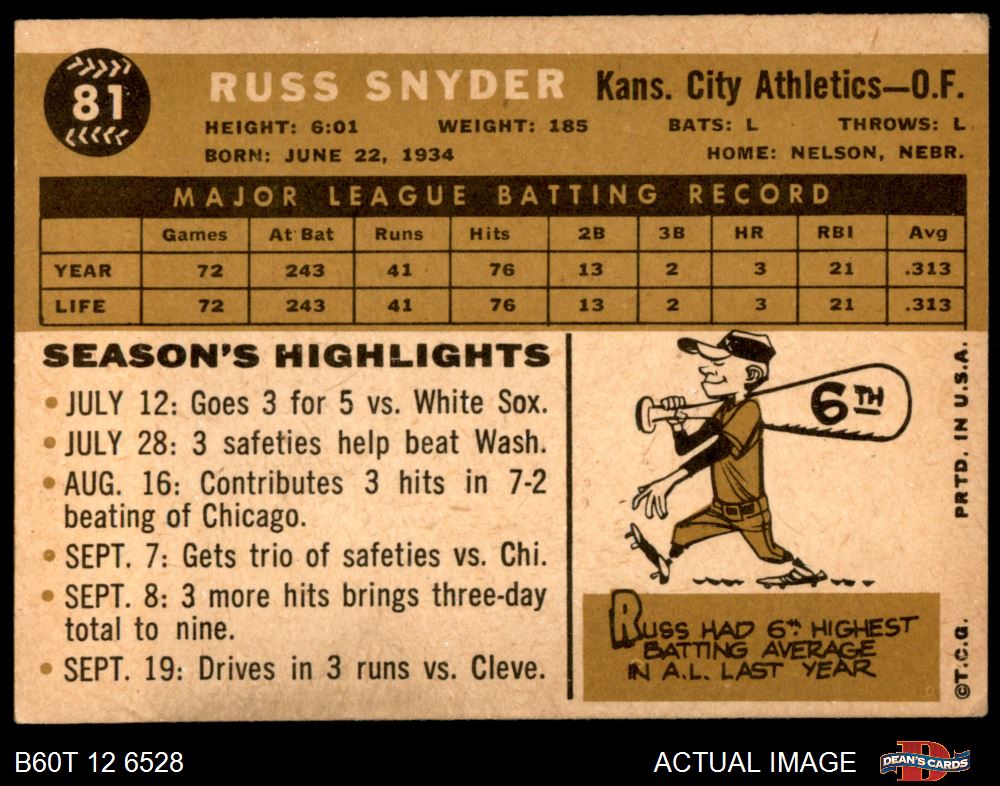 81
RUSS SNYDER Kans. City Athletics—O.F.
HEIGHT: 6:01 WEIGHT: 185 BATS: L THROWS: L
BORN: JUNE 22, 1934 HOME: NELSON, NEBR.
MAJOR LEAGUE BATTING RECORD
Games At Bat Runs Hits 2B 3B HR RBI Avg
YEAR 72 243 41 76 13 2 3 21 .313
LIFE 72 243 41 76 13 2 3 21 .313
SEASON'S HIGHLIGHTS
• JULY 12: Goes 3 for 5 vs. White Sox.
• JULY 28: 3 safeties help beat Wash.
• AUG. 16: Contributes 3 hits in 7-2
beating of Chicago.
• SEPT. 7: Gets trio of safeties vs. Chi.
• SEPT. 8: 3 more hits brings three-day
total to nine.
• SEPT. 19: Drives in 3 runs vs. Cleve.
6TH
RUSS HAD 6TH HIGHEST
BATTING AVERAGE
IN A.L. LAST YEAR
©T.C.G. PRTD. IN U.S.A.
B60T 12 6528 ACTUAL IMAGE
D
DEAN'S CARDS